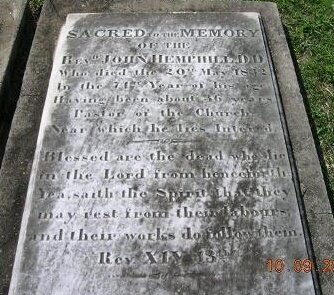 SACRED TO THE MEMORY
OF THE
Revd. JOHN HEMPHILL D.D.
Who died the 20th May 1832
In the 71st Year of his age
Having been about 46 years
Pastor of the Church
Near which he lies Interred
Blessed are the dead who die
in the Lord from henceforth
Yea, saith the Spirit that they
may rest from their labours,
and their works do follow them.
Rev XIV. 13th
10 09 2